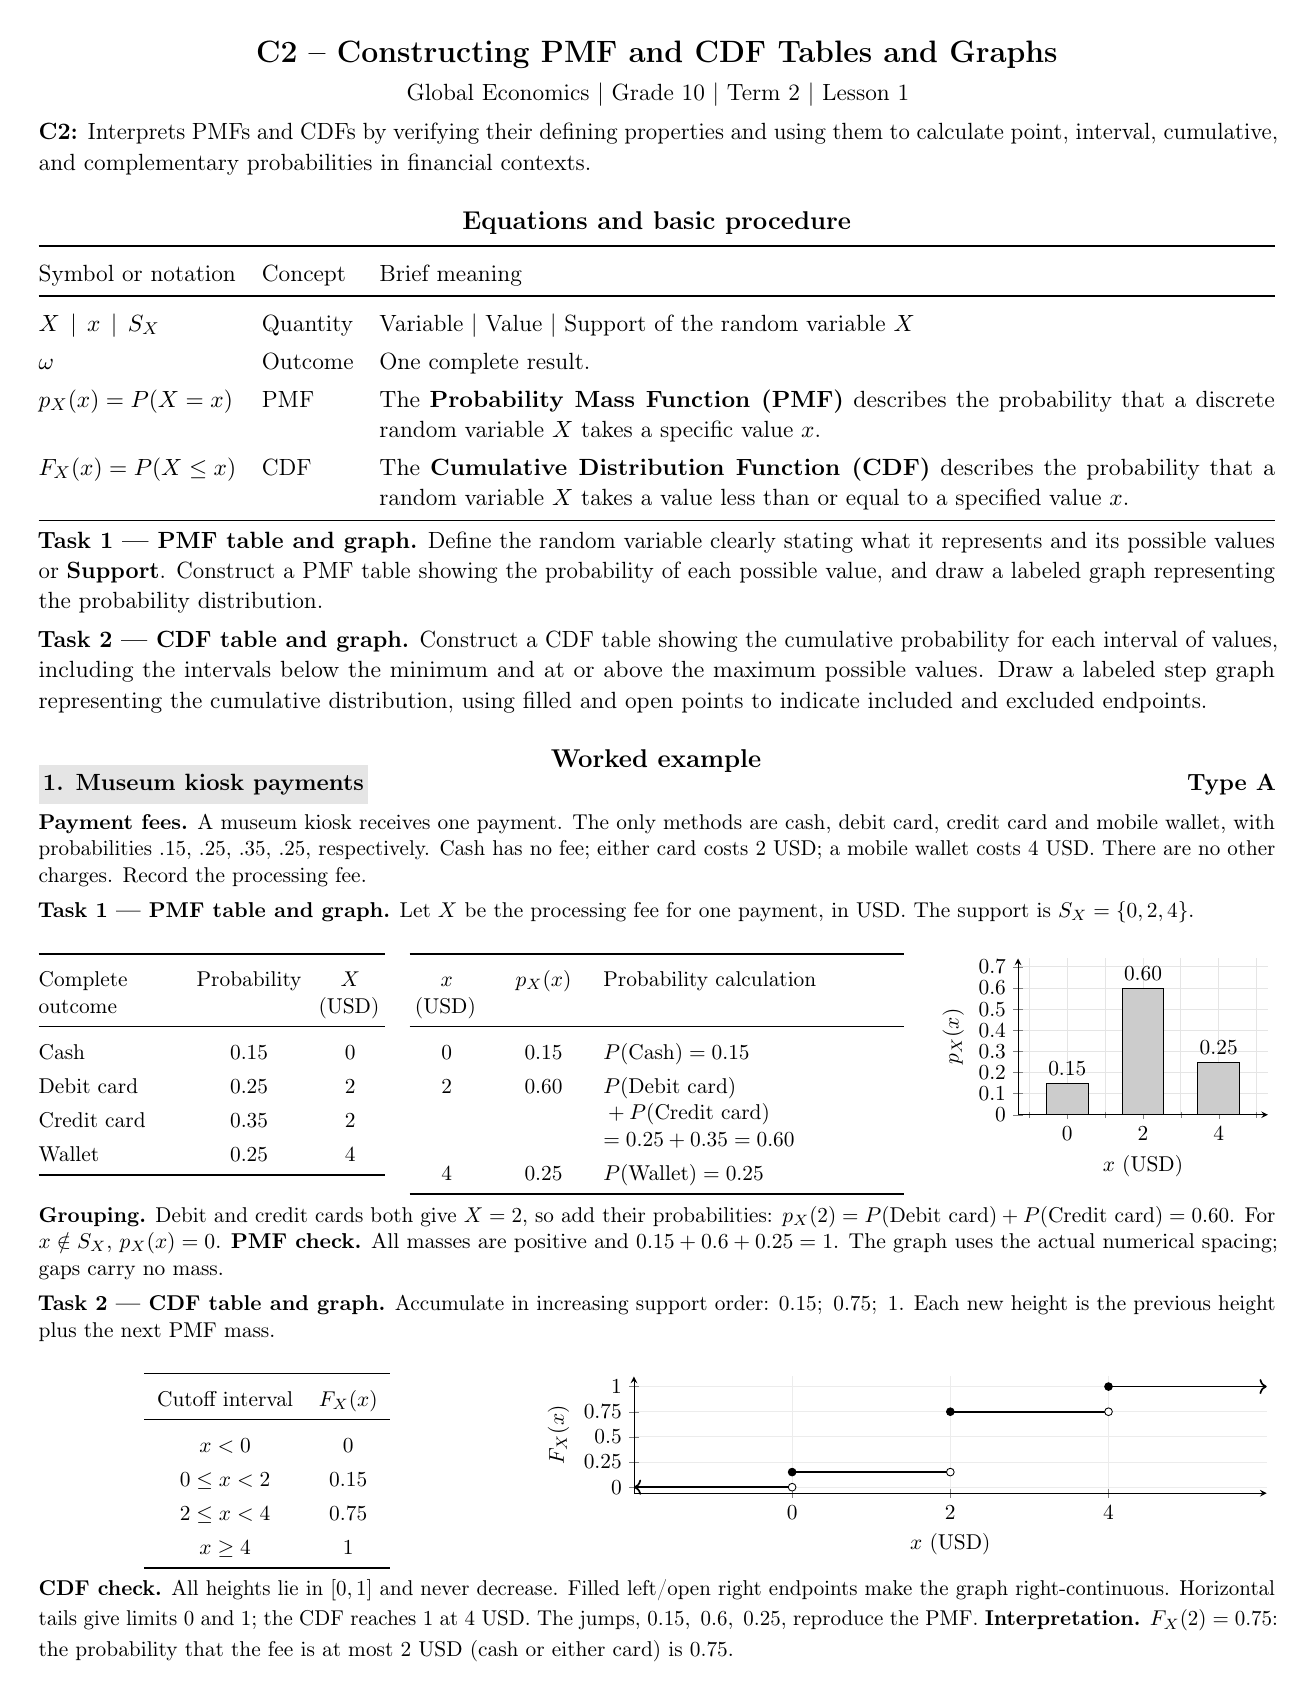 C2 – Constructing PMF and CDF Tables and Graphs
Global Economics | Grade 10 | Term 2 | Lesson 1
C2: Interprets PMFs and CDFs by verifying their defining properties and using them to calculate point, interval, cumulative,
and complementary probabilities in financial contexts.
Equations and basic procedure
Symbol or notation Concept Brief meaning
X | x | S_X Quantity Variable | Value | Support of the random variable X
ω Outcome One complete result.
p_X(x) = P(X = x) PMF The Probability Mass Function (PMF) describes the probability that a discrete
random variable X takes a specific value x.
F_X(x) = P(X ≤ x) CDF The Cumulative Distribution Function (CDF) describes the probability that a
random variable X takes a value less than or equal to a specified value x.
Task 1 — PMF table and graph. Define the random variable clearly stating what it represents and its possible values
or Support. Construct a PMF table showing the probability of each possible value, and draw a labeled graph representing
the probability distribution.
Task 2 — CDF table and graph. Construct a CDF table showing the cumulative probability for each interval of values,
including the intervals below the minimum and at or above the maximum possible values. Draw a labeled step graph
representing the cumulative distribution, using filled and open points to indicate included and excluded endpoints.
Worked example
1. Museum kiosk payments Type A
Payment fees. A museum kiosk receives one payment. The only methods are cash, debit card, credit card and mobile wallet, with
probabilities .15, .25, .35, .25, respectively. Cash has no fee; either card costs 2 USD; a mobile wallet costs 4 USD. There are no other
charges. Record the processing fee.
Task 1 — PMF table and graph. Let X be the processing fee for one payment, in USD. The support is S_X = {0, 2, 4}.
Complete outcome Probability X (USD)
Cash 0.15 0
Debit card 0.25 2
Credit card 0.35 2
Wallet 0.25 4
x (USD) p_X(x) Probability calculation
0 0.15 P(Cash) = 0.15
2 0.60 P(Debit card)
+ P(Credit card)
= 0.25 + 0.35 = 0.60
4 0.25 P(Wallet) = 0.25
p_X(x)
0.7
0.6
0.5
0.4
0.3
0.2
0.1
0
0.15 0.60 0.25
0 2 4
x (USD)
Grouping. Debit and credit cards both give X = 2, so add their probabilities: p_X(2) = P(Debit card) + P(Credit card) = 0.60. For
x ∉ S_X, p_X(x) = 0. PMF check. All masses are positive and 0.15 + 0.6 + 0.25 = 1. The graph uses the actual numerical spacing;
gaps carry no mass.
Task 2 — CDF table and graph. Accumulate in increasing support order: 0.15; 0.75; 1. Each new height is the previous height
plus the next PMF mass.
Cutoff interval F_X(x)
x < 0 0
0 ≤ x < 2 0.15
2 ≤ x < 4 0.75
x ≥ 4 1
F_X(x)
1
0.75
0.5
0.25
0
0 2 4
x (USD)
CDF check. All heights lie in [0, 1] and never decrease. Filled left/open right endpoints make the graph right-continuous. Horizontal
tails give limits 0 and 1; the CDF reaches 1 at 4 USD. The jumps, 0.15, 0.6, 0.25, reproduce the PMF. Interpretation. F_X(2) = 0.75:
the probability that the fee is at most 2 USD (cash or either card) is 0.75.